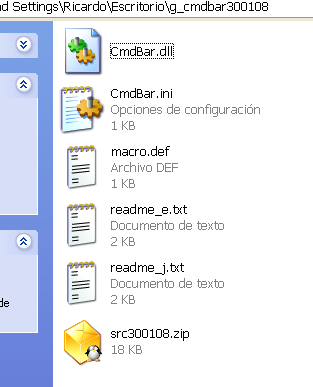 nd Settings\Ricardo\Escritorio\g_cmdbar300108
CmdBar.dll
CmdBar.ini
Opciones de configuración
1 KB
macro.def
Archivo DEF
1 KB
readme_e.txt
Documento de texto
2 KB
readme_j.txt
Documento de texto
2 KB
de
src300108.zip
18 KB